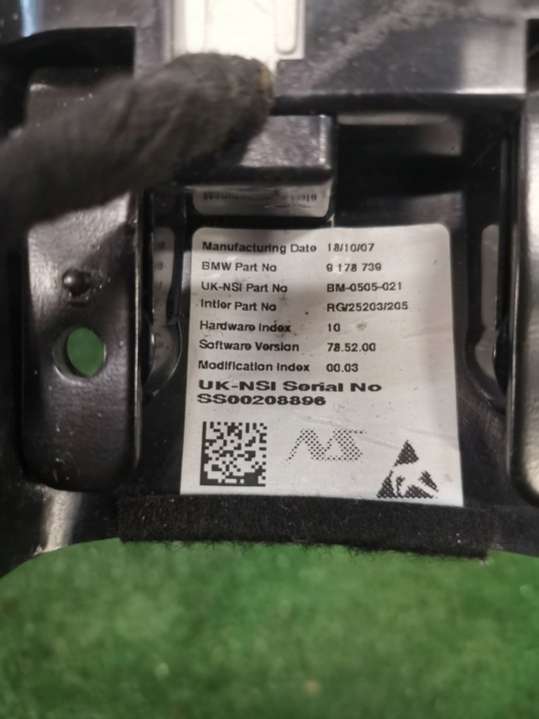 Manufacturing Date 18/10/07
BMW Part No 9 178 739
UK-NSI Part No BM-0505-021
Intier Part No RG/25203/205
Hardware Index 10
Software Version 78.52.00
Modification Index 00.03
UK-NSI Serial No
SS00208896